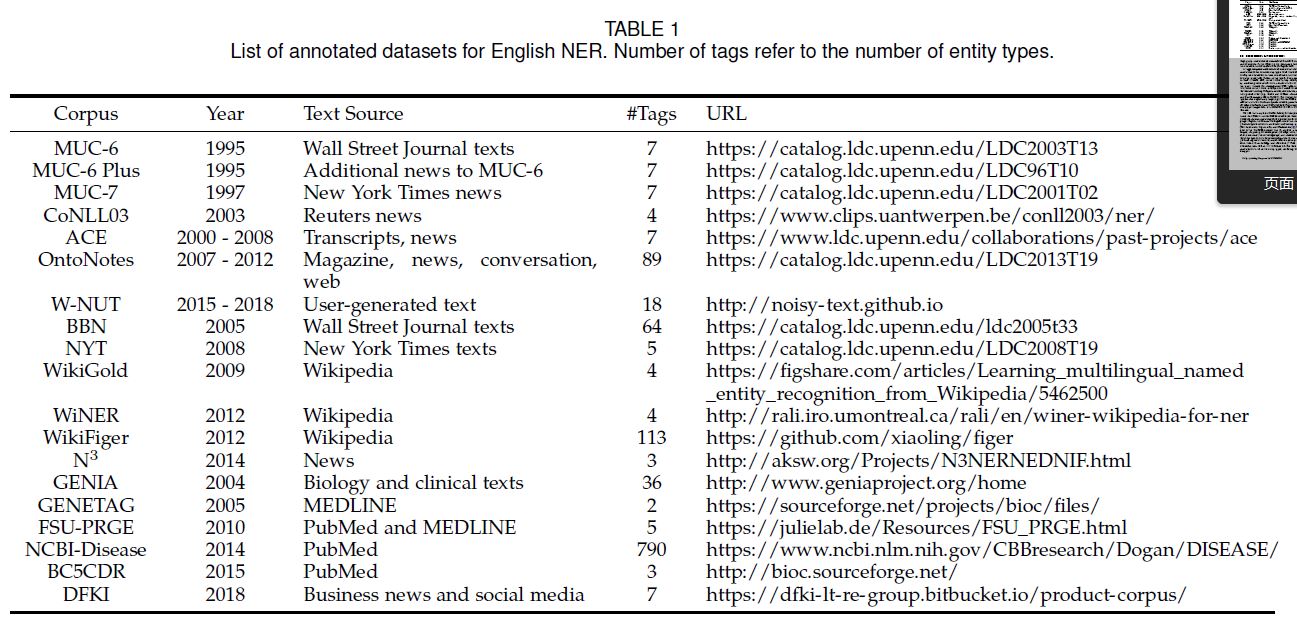 TABLE 1
List of annotated datasets for English NER. Number of tags refer to the number of entity types.
Corpus Year Text Source #Tags URL
MUC-6 1995 Wall Street Journal texts 7 https://catalog.ldc.upenn.edu/LDC2003T13
MUC-6 Plus 1995 Additional news to MUC-6 7 https://catalog.ldc.upenn.edu/LDC96T10
MUC-7 1997 New York Times news 7 https://catalog.ldc.upenn.edu/LDC2001T02
CoNLL03 2003 Reuters news 4 https://www.clips.uantwerpen.be/conll2003/ner/
ACE 2000 - 2008 Transcripts, news 7 https://www.ldc.upenn.edu/collaborations/past-projects/ace
OntoNotes 2007 - 2012 Magazine, news, conversation, 89 https://catalog.ldc.upenn.edu/LDC2013T19
web
W-NUT 2015 - 2018 User-generated text 18 http://noisy-text.github.io
BBN 2005 Wall Street Journal texts 64 https://catalog.ldc.upenn.edu/ldc2005t33
NYT 2008 New York Times texts 5 https://catalog.ldc.upenn.edu/LDC2008T19
WikiGold 2009 Wikipedia 4 https://figshare.com/articles/Learning_multilingual_named
_entity_recognition_from_Wikipedia/5462500
WiNER 2012 Wikipedia 4 http://rali.iro.umontreal.ca/rali/en/winer-wikipedia-for-ner
WikiFiger 2012 Wikipedia 113 https://github.com/xiaoling/figer
N³ 2014 News 3 http://aksw.org/Projects/N3NERNEDNIF.html
GENIA 2004 Biology and clinical texts 36 http://www.geniaproject.org/home
GENETAG 2005 MEDLINE 2 https://sourceforge.net/projects/bioc/files/
FSU-PRGE 2010 PubMed and MEDLINE 5 https://julielab.de/Resources/FSU_PRGE.html
NCBI-Disease 2014 PubMed 790 https://www.ncbi.nlm.nih.gov/CBBresearch/Dogan/DISEASE/
BC5CDR 2015 PubMed 3 http://bioc.sourceforge.net/
DFKI 2018 Business news and social media 7 https://dfki-lt-re-group.bitbucket.io/product-corpus/
页面